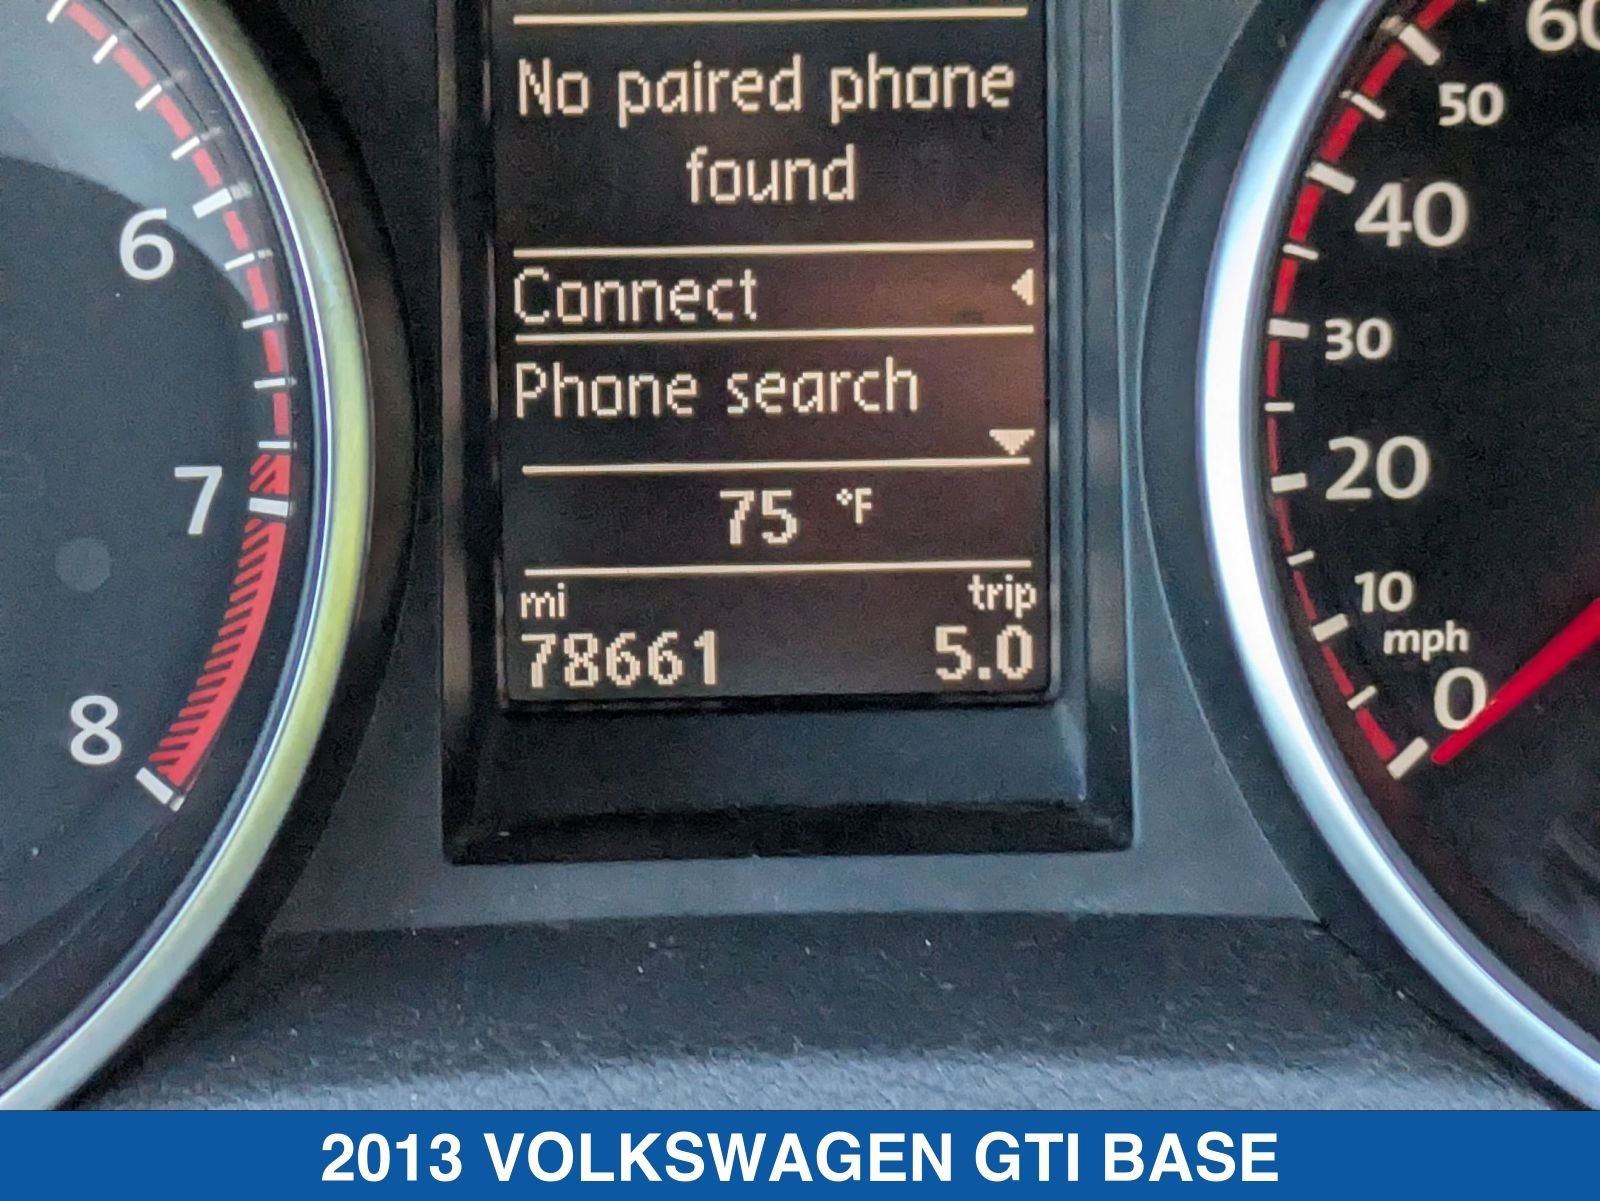 No paired phone
found
Connect
Phone search
75 °F
mi trip
78661 5.0
6
7
8
60
50
40
30
20
10
mph
0
2013 VOLKSWAGEN GTI BASE